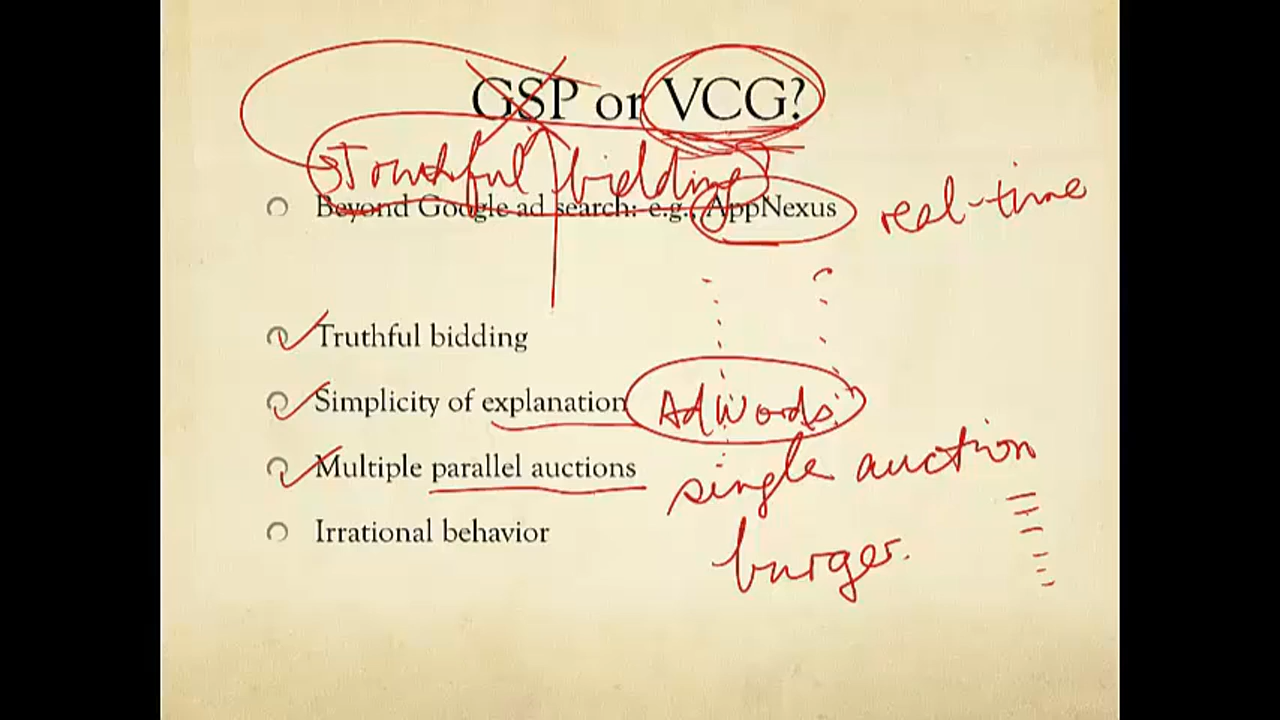 GSP or VCG?
Truthful bidding
Beyond Google ad search: e.g., AppNexus real-time
Truthful bidding
Simplicity of explanation AdWords
Multiple parallel auctions single auction
Irrational behavior burger.